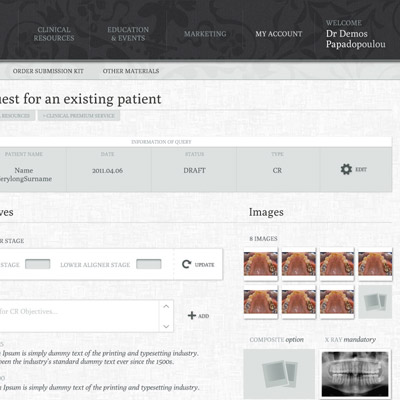 CLINICAL
RESOURCES
EDUCATION
& EVENTS
MARKETING
MY ACCOUNT
WELCOME
Dr Demos
Papadopoulou
ORDER SUBMISSION KIT
OTHER MATERIALS
uest for an existing patient
RESOURCES
> CLINICAL PREMIUM SERVICE
INFORMATION OF QUERY
PATIENT NAME
DATE
STATUS
TYPE
Name
erylongSurname
2011.04.06
DRAFT
CR
EDIT
ives
Images
R STAGE
8 IMAGES
STAGE
LOWER ALIGNER STAGE
UPDATE
for CR Objectives...
ADD
Ipsum is simply dummy text of the printing and typesetting industry.
been the industry's standard dummy text ever since the 1500s.
Ipsum is simply dummy text of the printing and typesetting industry.
COMPOSITE option
X RAY mandatory